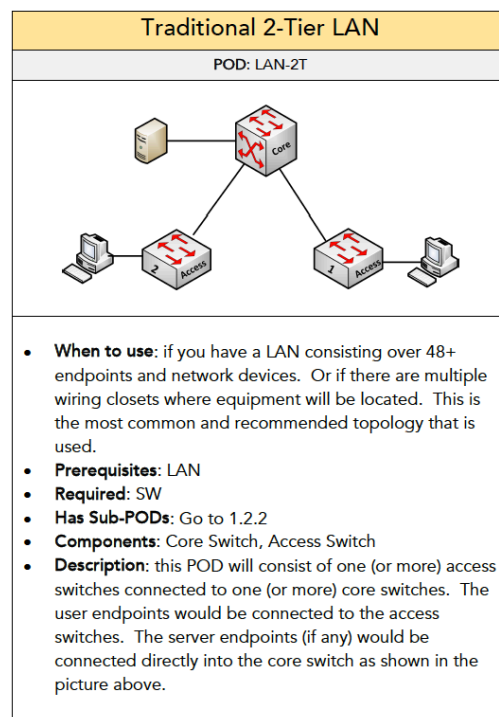 Traditional 2-Tier LAN
POD: LAN-2T
Core
2 Access
1 Access
• When to use: if you have a LAN consisting over 48+
endpoints and network devices.  Or if there are multiple
wiring closets where equipment will be located.  This is
the most common and recommended topology that is
used.
• Prerequisites: LAN
• Required: SW
• Has Sub-PODs: Go to 1.2.2
• Components: Core Switch, Access Switch
• Description: this POD will consist of one (or more) access
switches connected to one (or more) core switches.  The
user endpoints would be connected to the access
switches.  The server endpoints (if any) would be
connected directly into the core switch as shown in the
picture above.